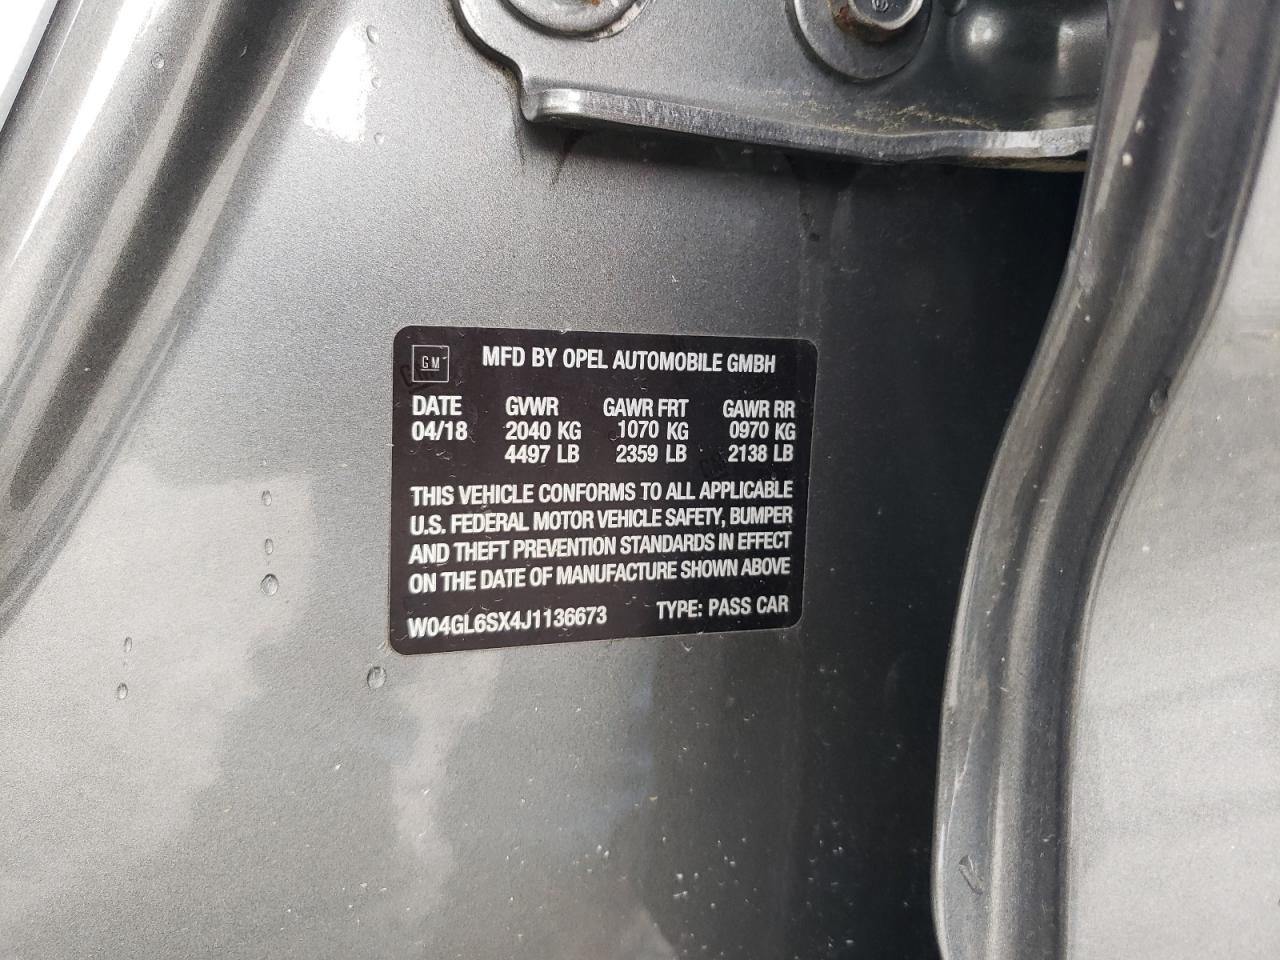 GM MFD BY OPEL AUTOMOBILE GMBH
DATE GVWR GAWR FRT GAWR RR
04/18 2040 KG 1070 KG 0970 KG
4497 LB 2359 LB 2138 LB
THIS VEHICLE CONFORMS TO ALL APPLICABLE
U.S. FEDERAL MOTOR VEHICLE SAFETY, BUMPER
AND THEFT PREVENTION STANDARDS IN EFFECT
ON THE DATE OF MANUFACTURE SHOWN ABOVE
W04GL6SX4J1136673 TYPE: PASS CAR